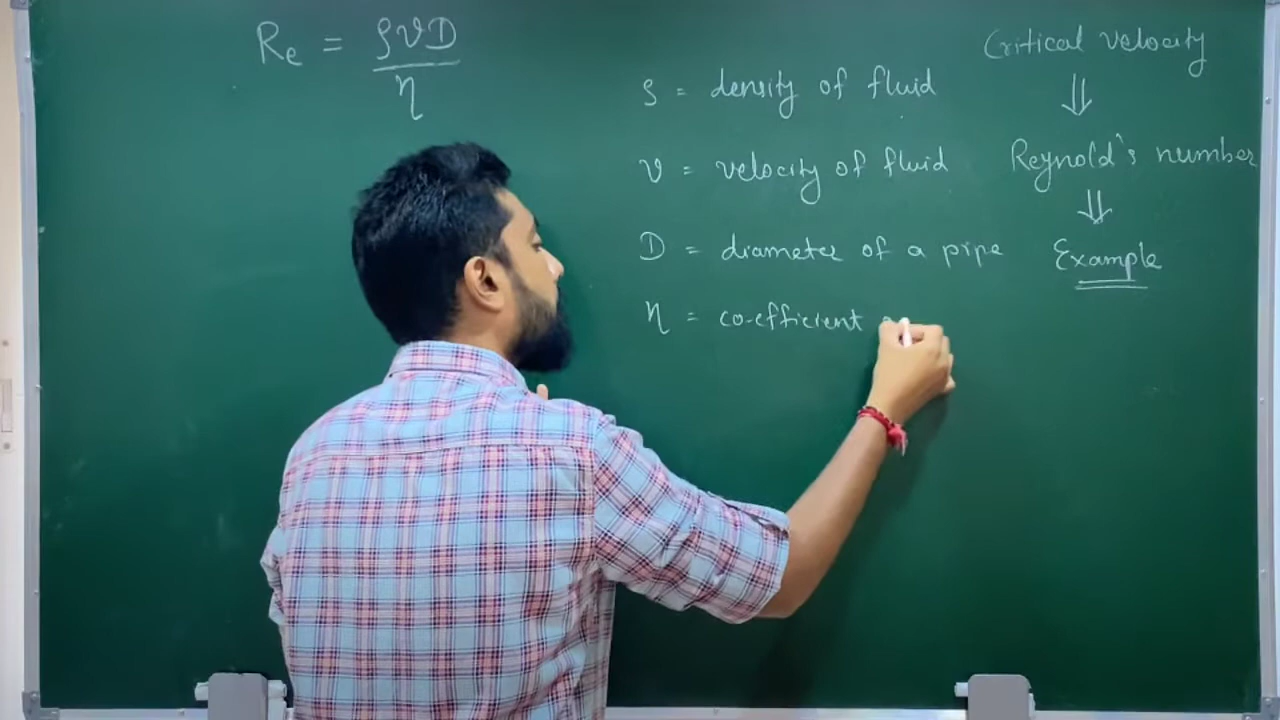 Re = ρvD
η
ρ = density of fluid
v = velocity of fluid
D = diameter of a pipe
η = co-efficient
Critical velocity
⇓
Reynold's number
⇓
Example